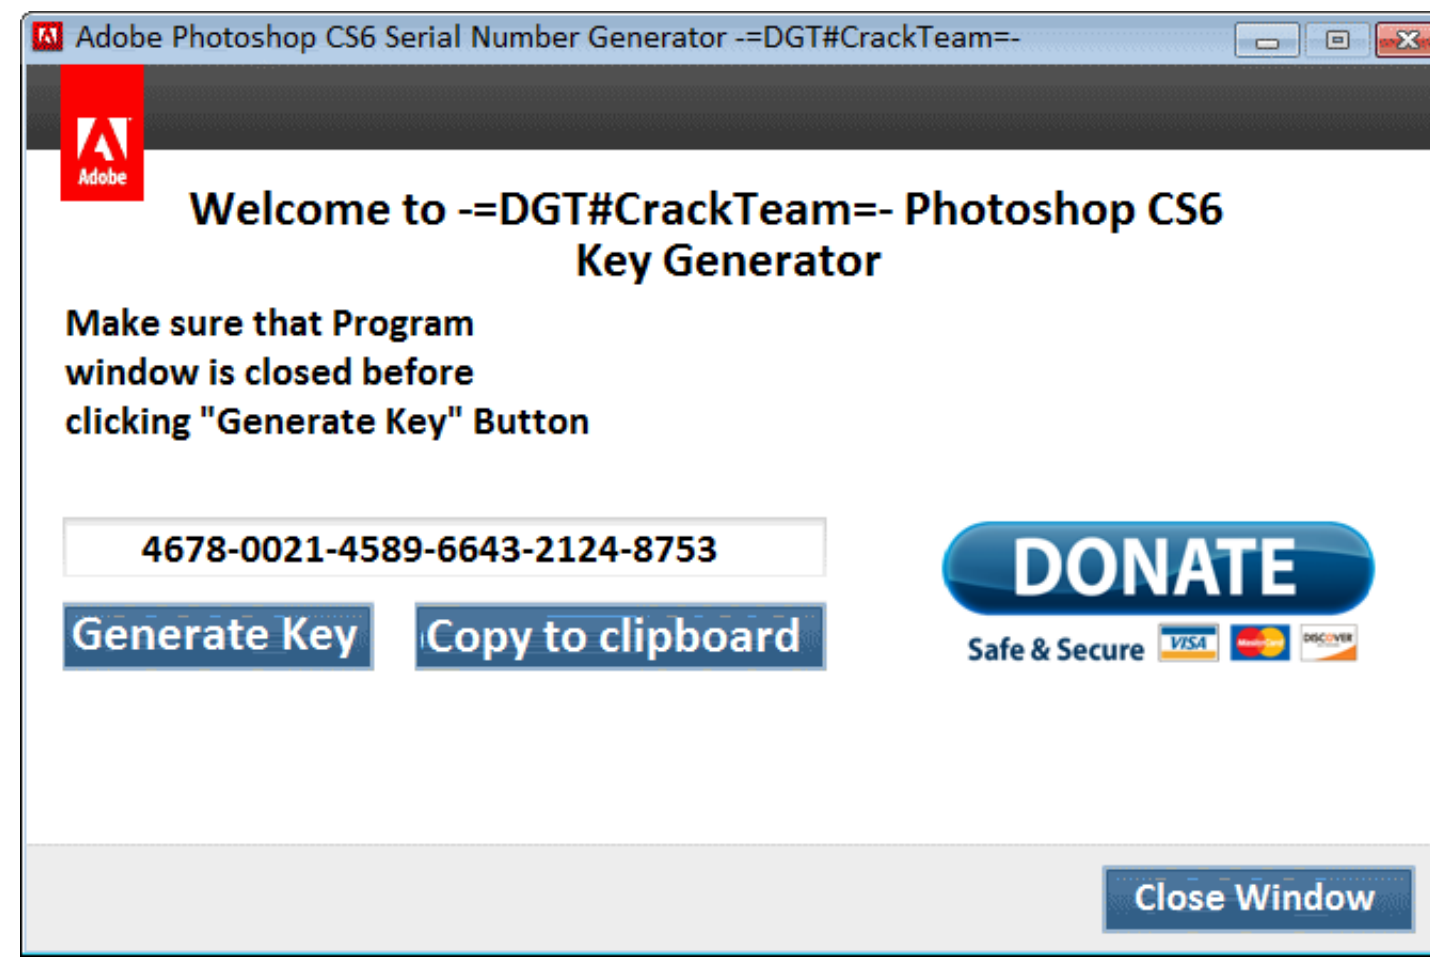 Adobe Photoshop CS6 Serial Number Generator -=DGT#CrackTeam=-
Adobe
Welcome to -=DGT#CrackTeam=- Photoshop CS6
Key Generator
Make sure that Program
window is closed before
clicking "Generate Key" Button
4678-0021-4589-6643-2124-8753
Generate Key
Copy to clipboard
DONATE
Safe & Secure VISA MasterCard DISCOVER
Close Window